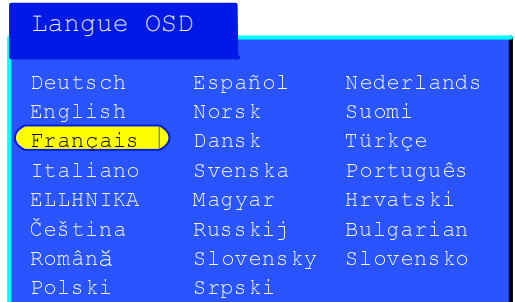 Langue OSD
Deutsch Español Nederlands
English Norsk Suomi
Français Dansk Türkçe
Italiano Svenska Português
ELLHNIKA Magyar Hrvatski
Čeština Russkij Bulgarian
Română Slovensky Slovensko
Polski Srpski